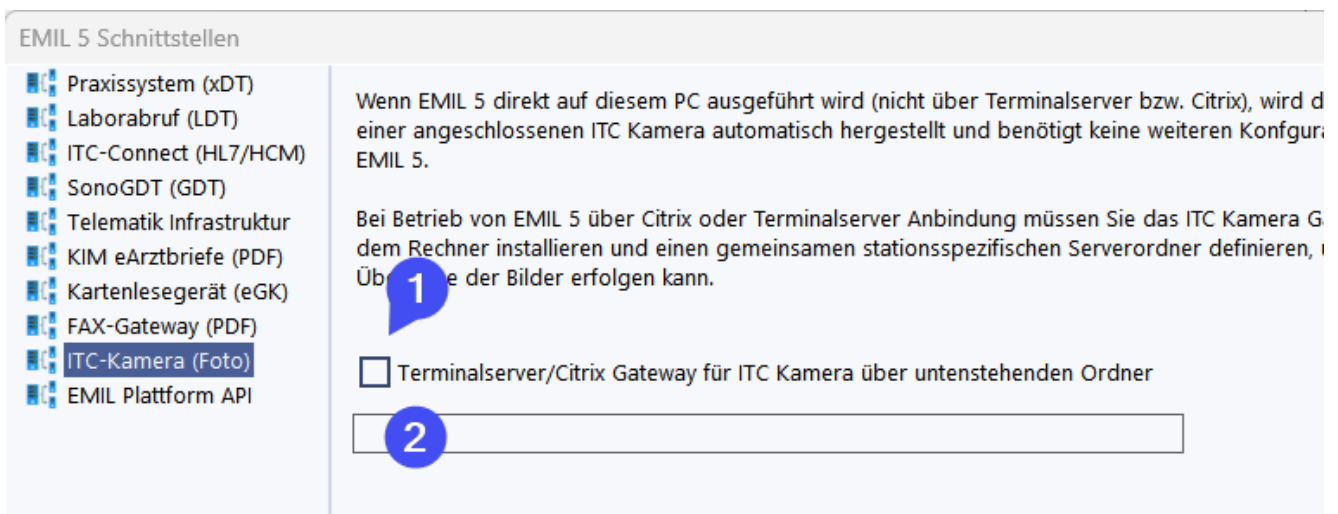 EMIL 5 Schnittstellen
Praxissystem (xDT)
Laborabruf (LDT)
ITC-Connect (HL7/HCM)
SonoGDT (GDT)
Telematik Infrastruktur
KIM eArztbriefe (PDF)
Kartenlesegerät (eGK)
FAX-Gateway (PDF)
ITC-Kamera (Foto)
EMIL Plattform API
Wenn EMIL 5 direkt auf diesem PC ausgeführt wird (nicht über Terminalserver bzw. Citrix), wird
einer angeschlossenen ITC Kamera automatisch hergestellt und benötigt keine weiteren
EMIL 5.
Bei Betrieb von EMIL 5 über Citrix oder Terminalserver Anbindung müssen Sie das ITC Kamera
dem Rechner installieren und einen gemeinsamen stationsspezifischen Serverordner definieren,
der Bilder erfolgen kann.
1
Terminalserver/Citrix Gateway für ITC Kamera über untenstehenden Ordner
2